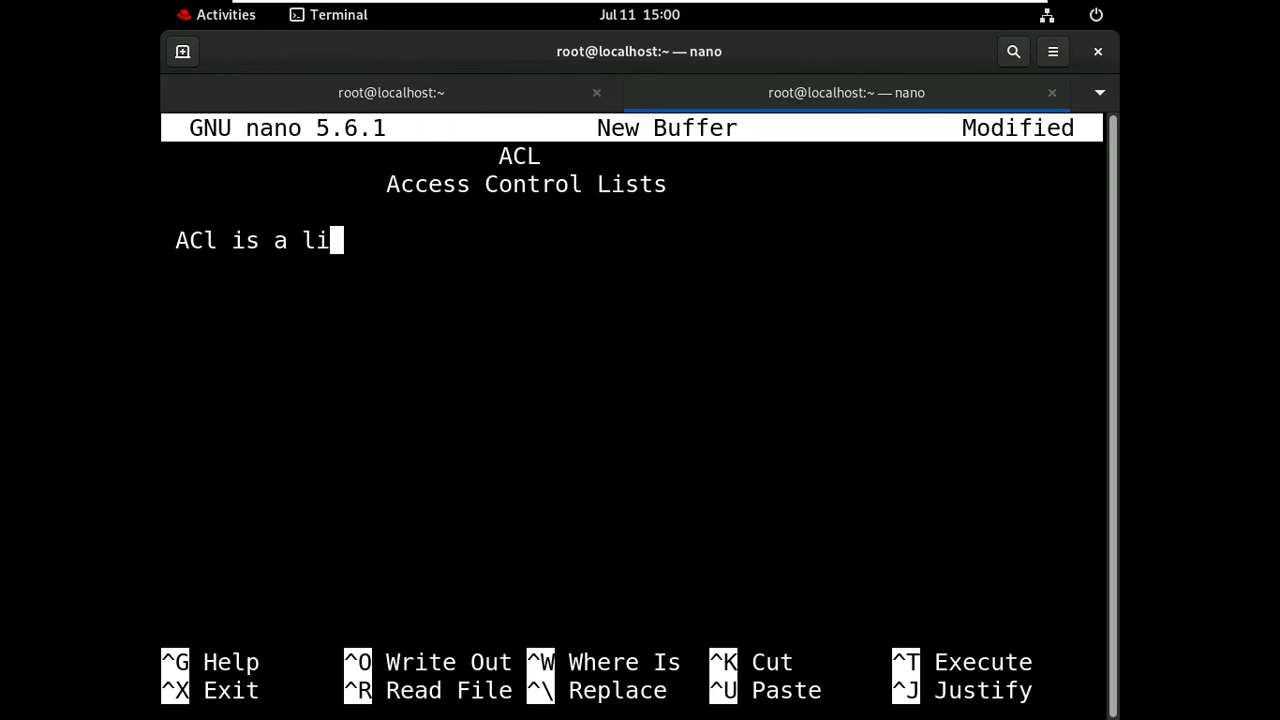 Activities Terminal Jul 11 15:00
root@localhost:~ — nano
root@localhost:~ × root@localhost:~ — nano ×
GNU nano 5.6.1 New Buffer Modified
ACL
Access Control Lists
ACl is a li
^G Help ^O Write Out ^W Where Is ^K Cut ^T Execute
^X Exit ^R Read File ^\ Replace ^U Paste ^J Justify